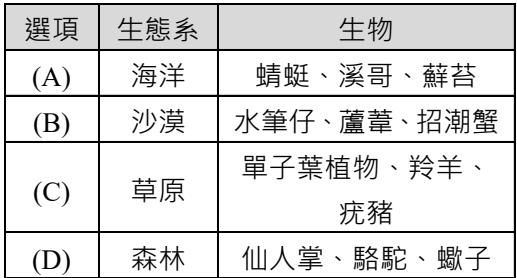 選項 生態系 生物
(A) 海洋 蜻蜓、溪哥、蘚苔
(B) 沙漠 水筆仔、蘆葦、招潮蟹
(C) 草原 單子葉植物、羚羊、
疣豬
(D) 森林 仙人掌、駱駝、蠍子